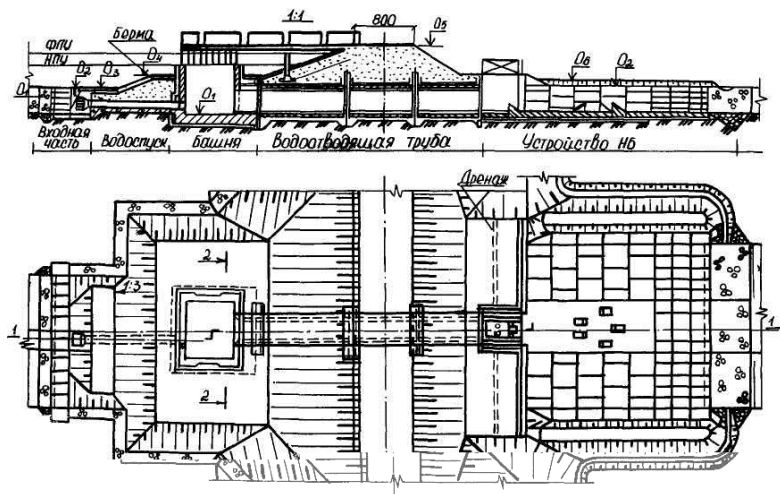 1:1
800
Берма
ФПУ
НПУ
О₄
О₅
О₂
О₃
О₆
О₂
О
О₁
Входная
часть
Водоспуск
Башня
Водоотводящая труба
Устройство НБ
Дренаж
1:3
2
1
1
2